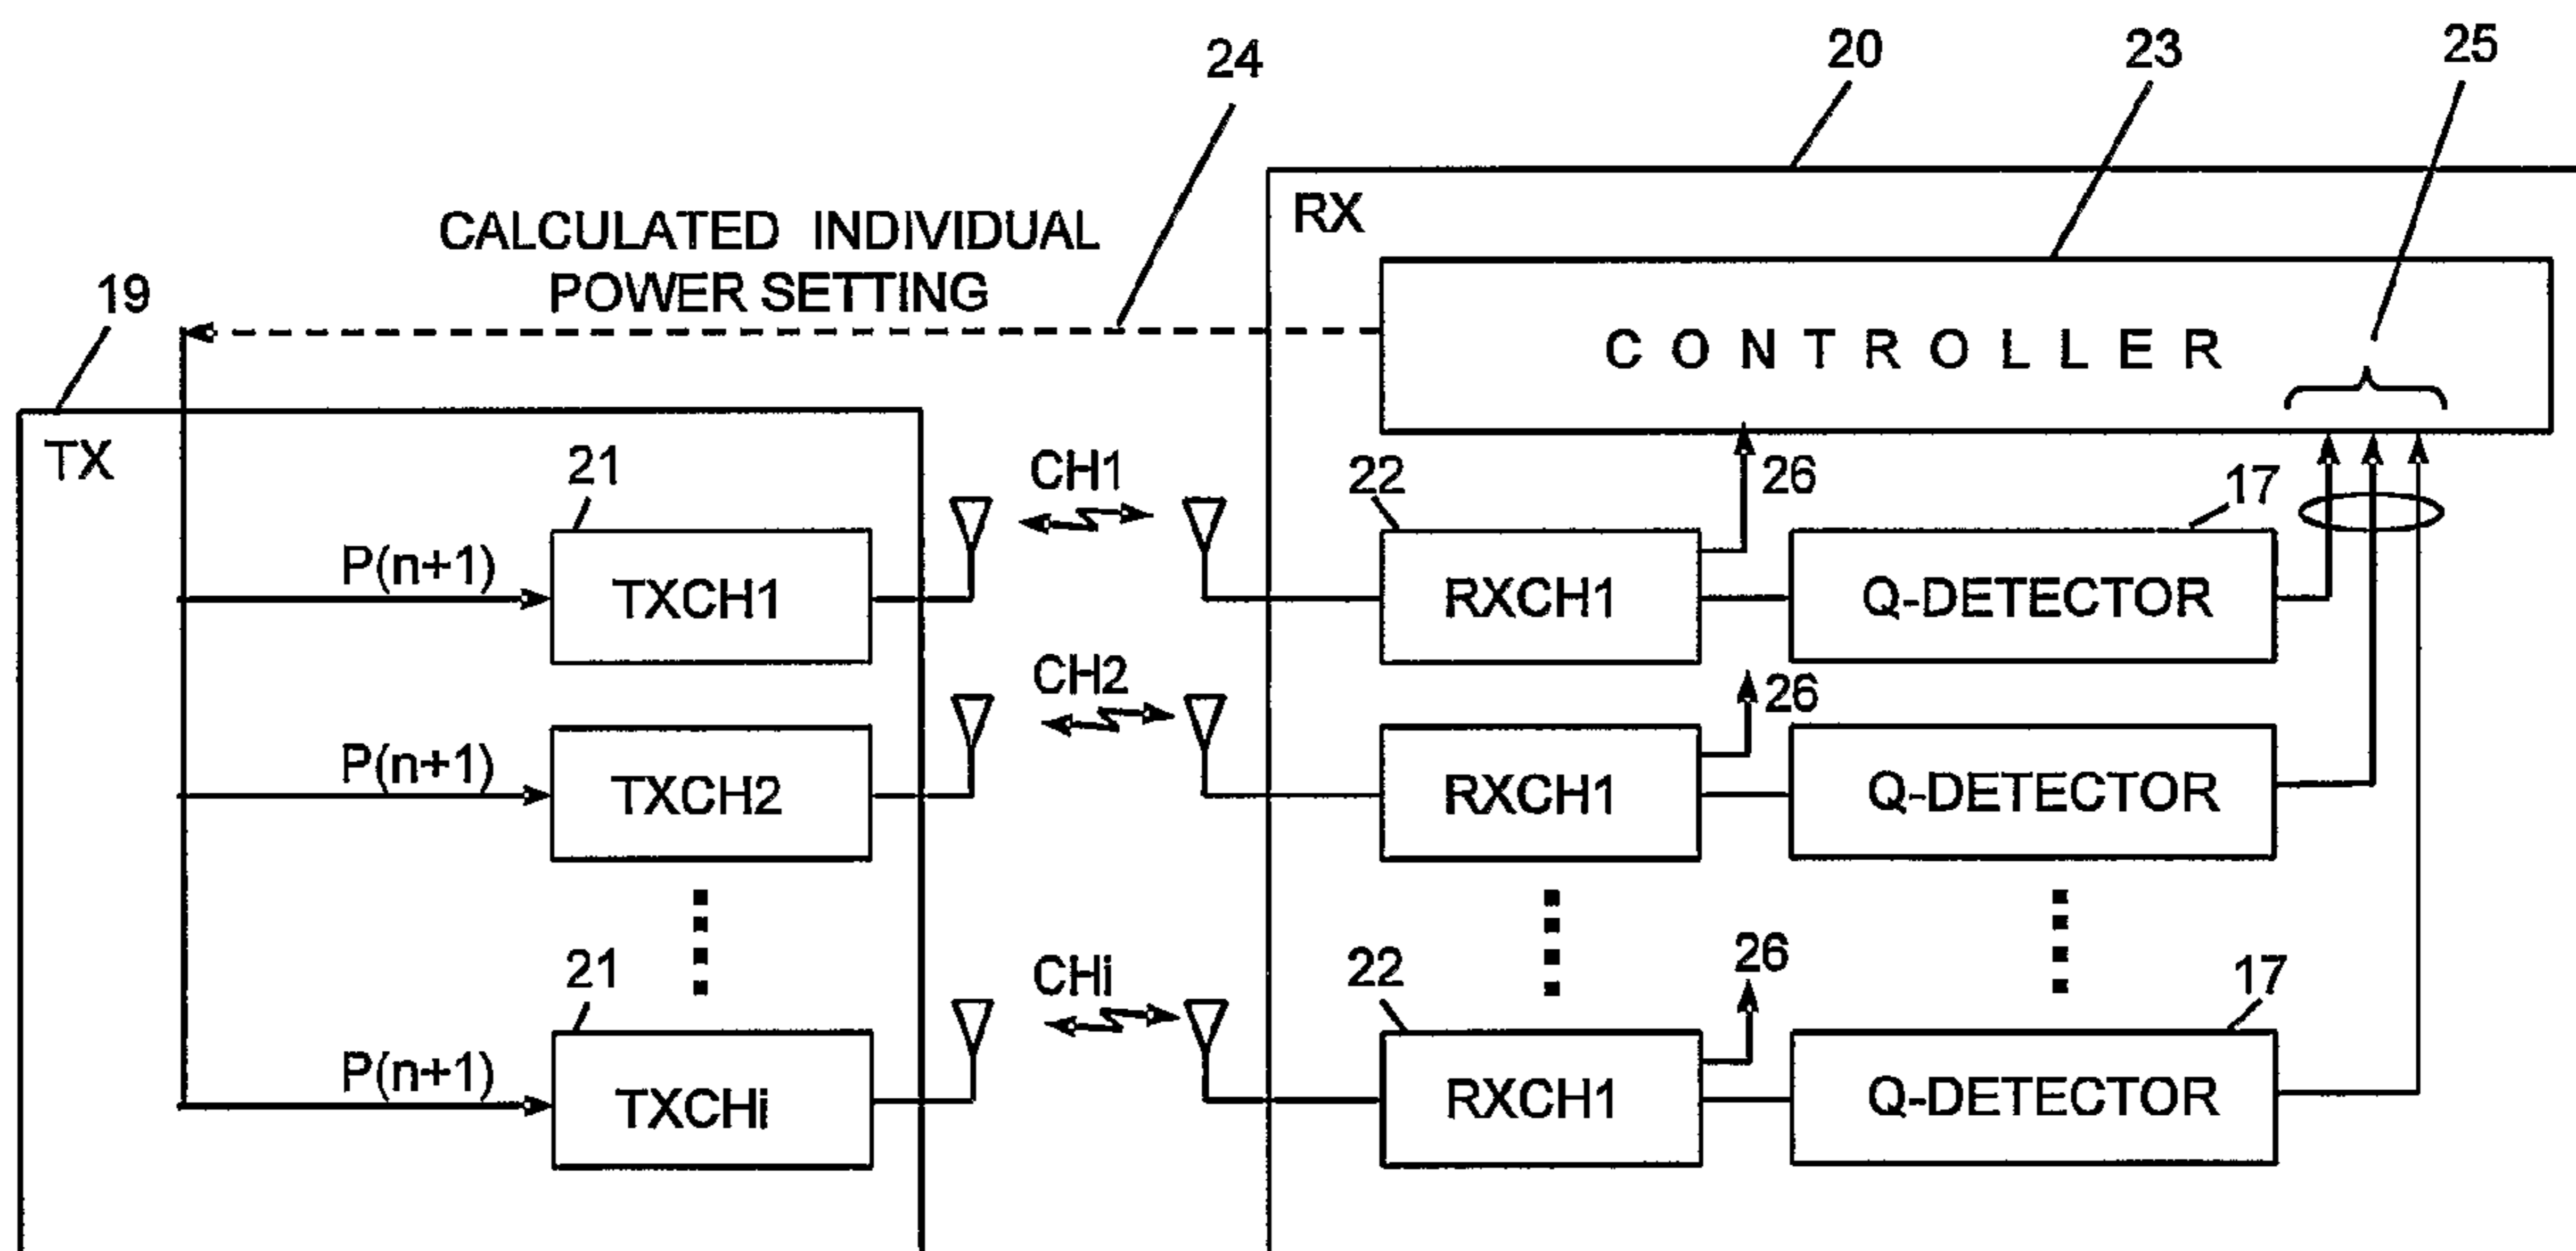 24
20
23
25
CALCULATED INDIVIDUAL
POWER SETTING
RX
19
CONTROLLER
TX
21
CH1
22
26
17
P(n+1)
TXCH1
RXCH1
Q-DETECTOR
CH2
26
P(n+1)
TXCH2
RXCH1
Q-DETECTOR
21
CHi
22
26
17
P(n+1)
TXCHi
RXCH1
Q-DETECTOR